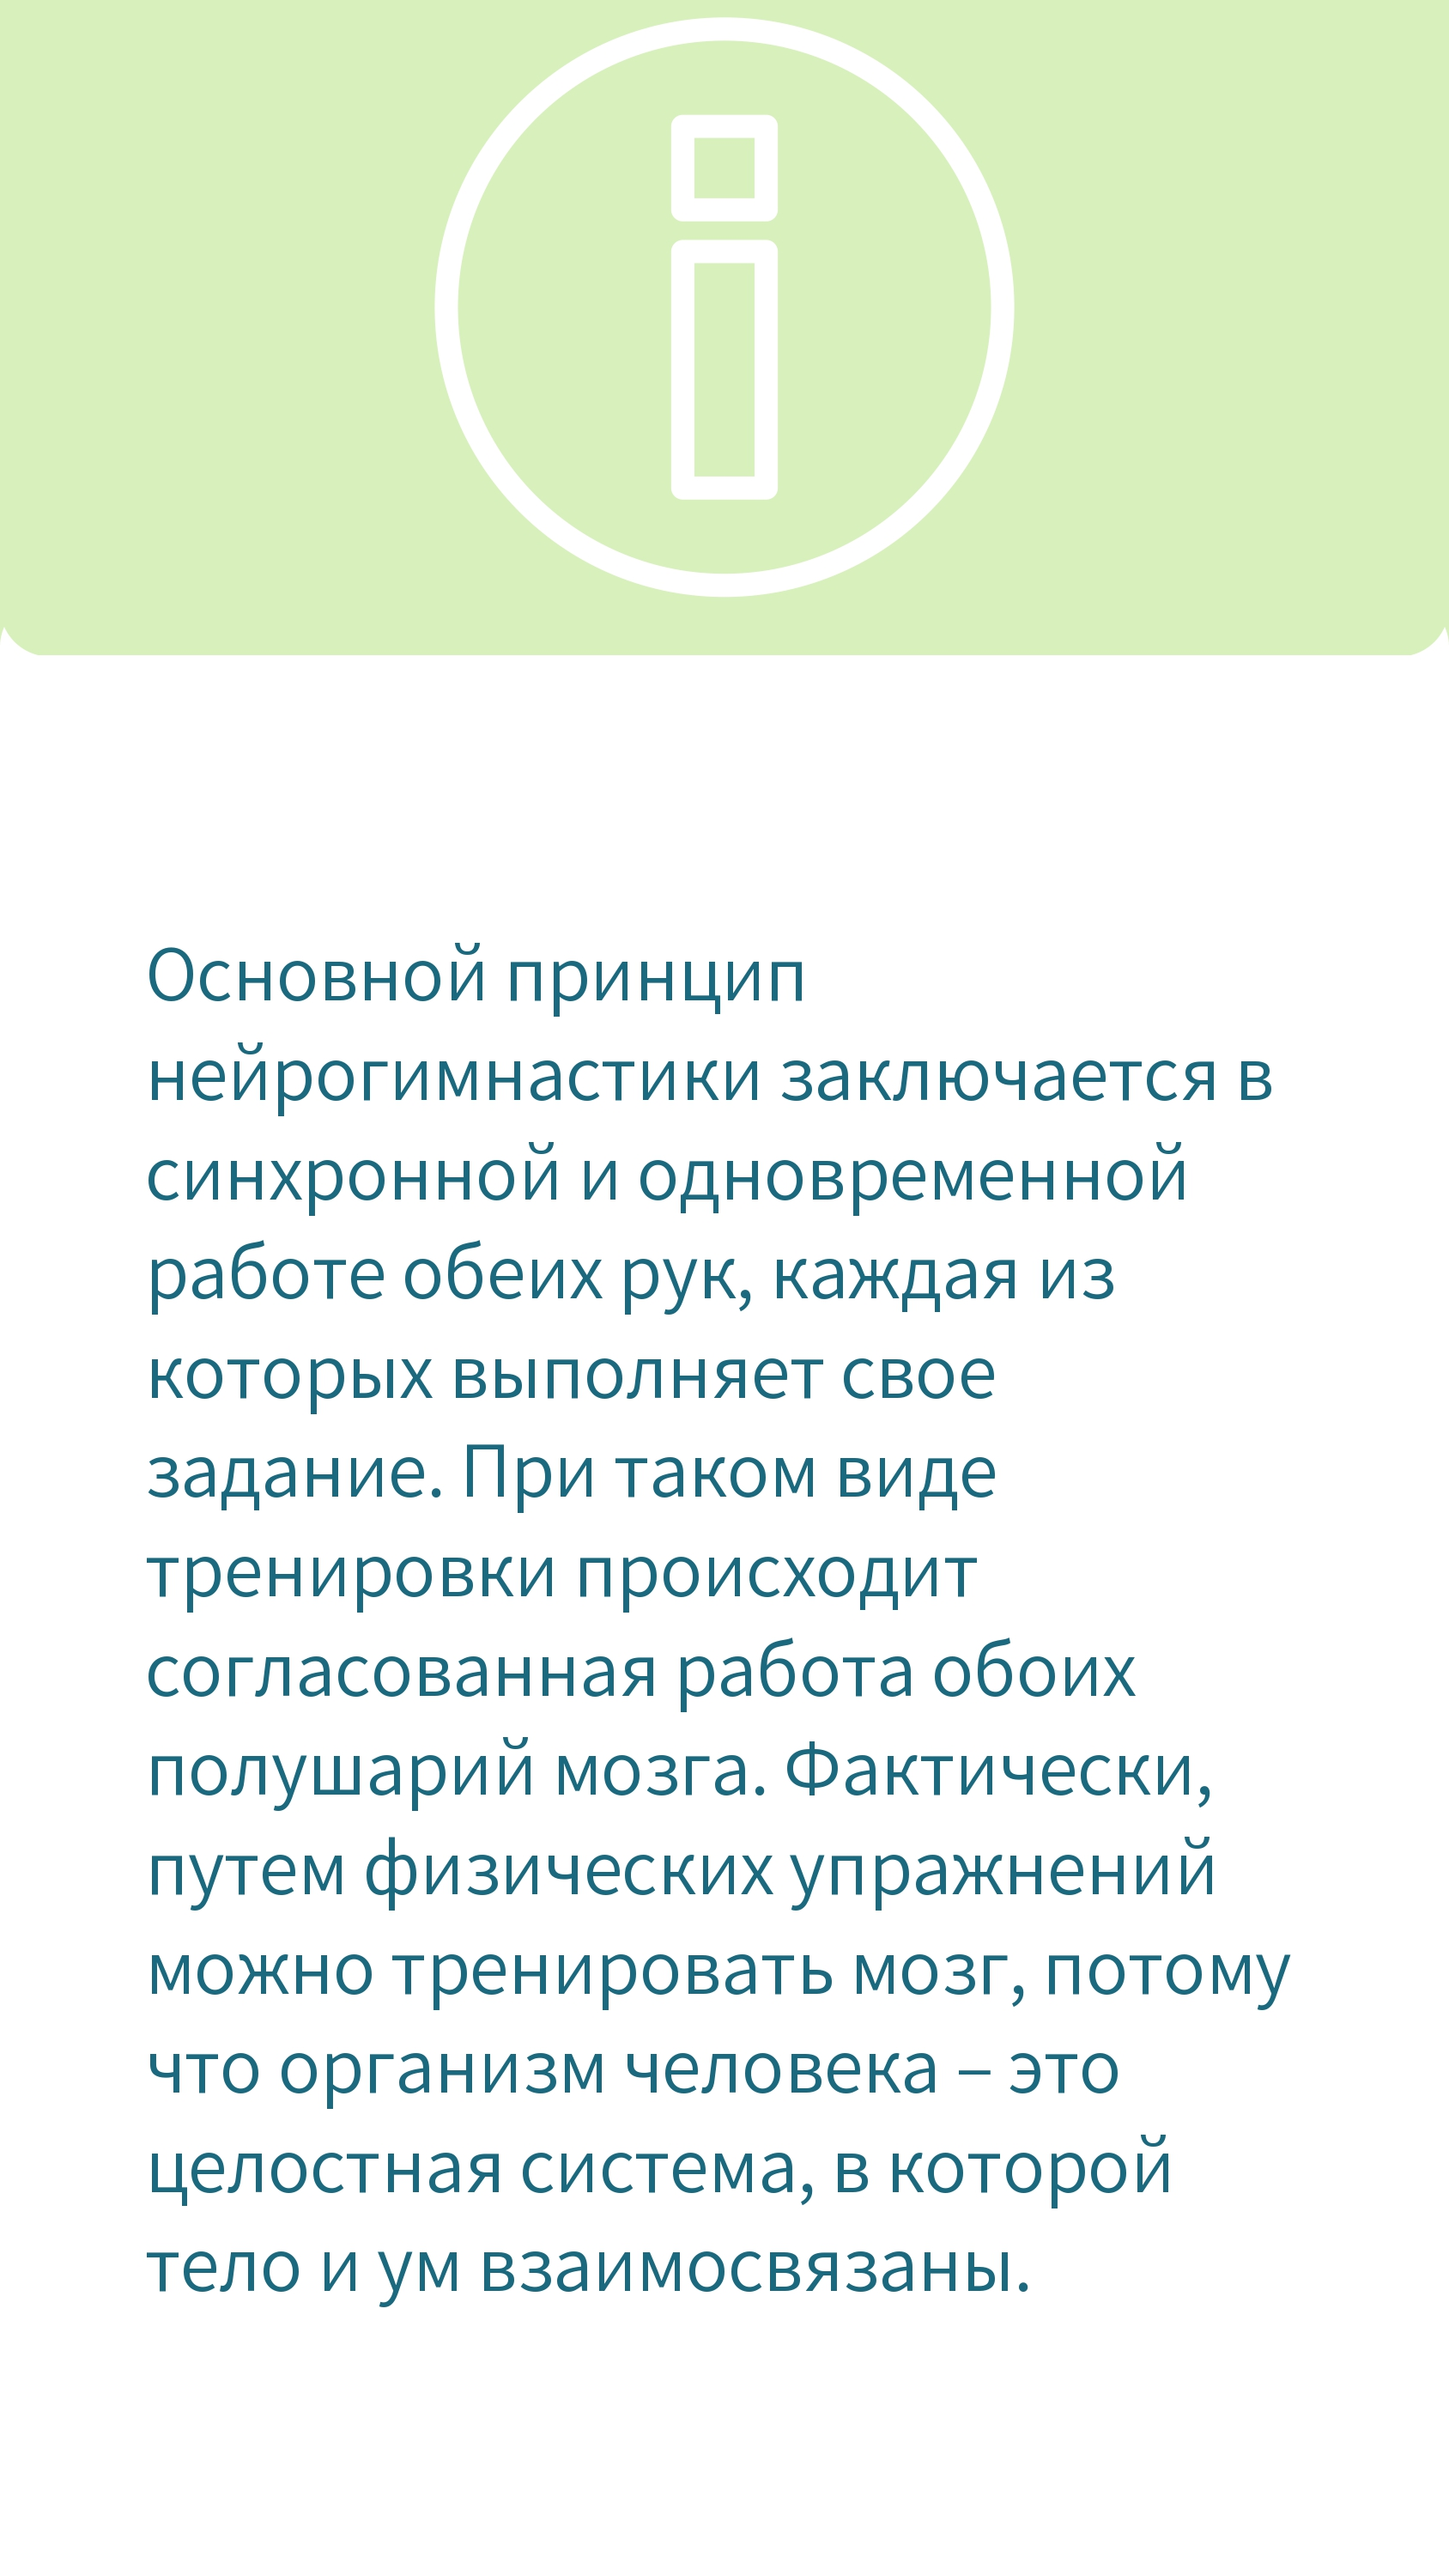 Основной принцип
нейрогимнастики заключается в
синхронной и одновременной
работе обеих рук, каждая из
которых выполняет свое
задание. При таком виде
тренировки происходит
согласованная работа обоих
полушарий мозга. Фактически,
путем физических упражнений
можно тренировать мозг, потому
что организм человека – это
целостная система, в которой
тело и ум взаимосвязаны.